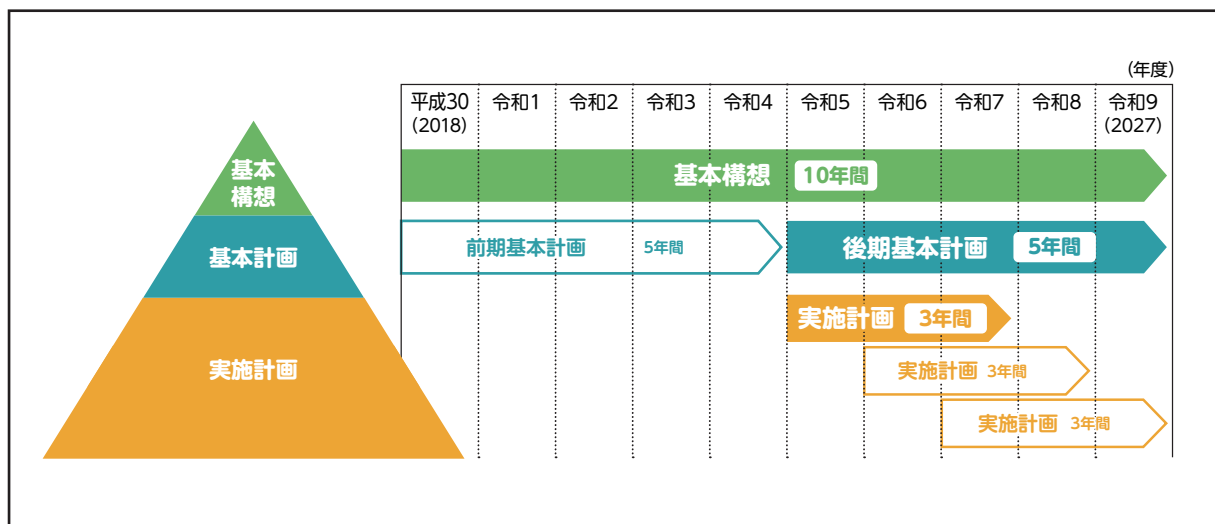 (年度)
平成30 令和1 令和2 令和3 令和4 令和5 令和6 令和7 令和8 令和9
(2018) (2027)
基本
構想
基本構想 10年間
基本計画
前期基本計画 5年間 後期基本計画 5年間
実施計画 3年間
実施計画
実施計画 3年間
実施計画 3年間